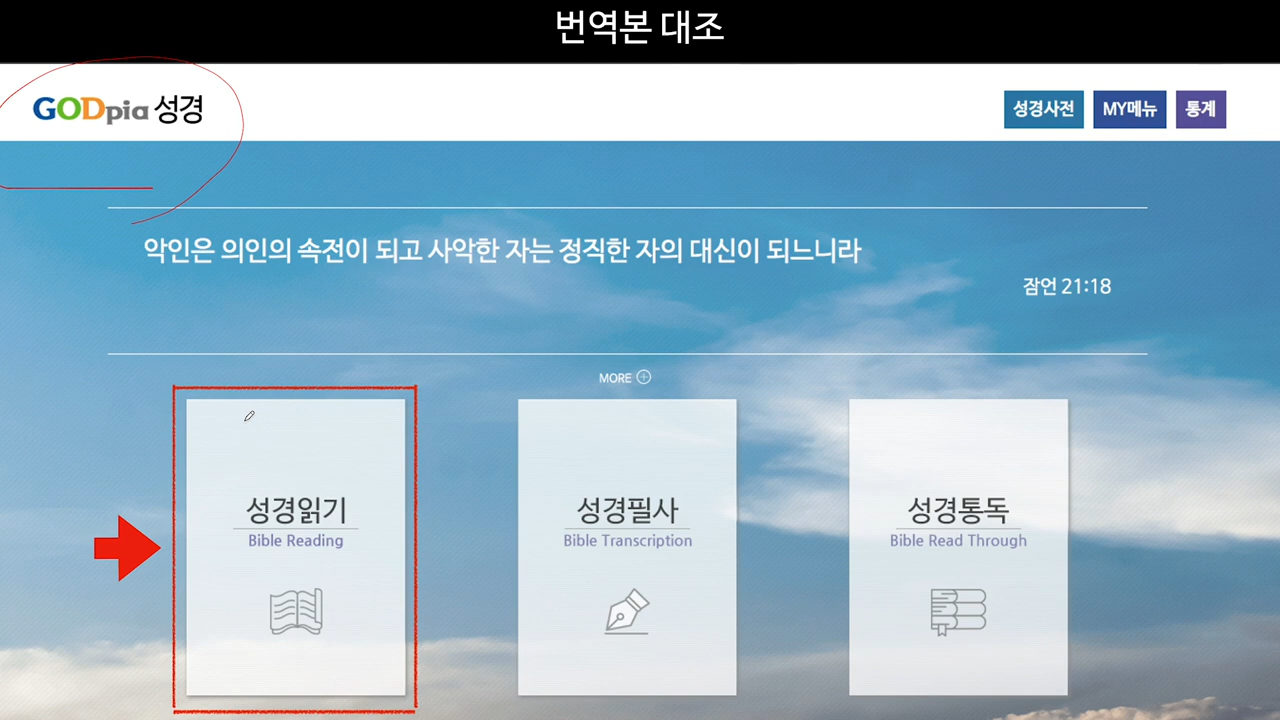 번역본 대조
GODpia 성경
성경사전 MY메뉴 통계
악인은 의인의 속전이 되고 사악한 자는 정직한 자의 대신이 되느니라
잠언 21:18
MORE
성경읽기
Bible Reading
성경필사
Bible Transcription
성경통독
Bible Read Through